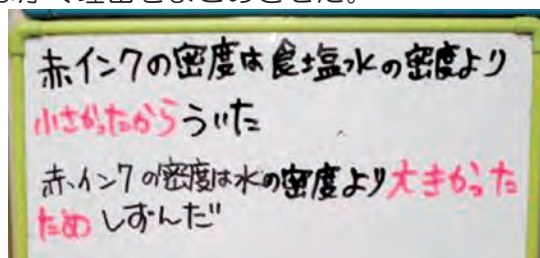 赤インクの密度は食塩水の密度より
小さかったからういた
赤インクの密度は水の密度より大きかった
ためしずんだ